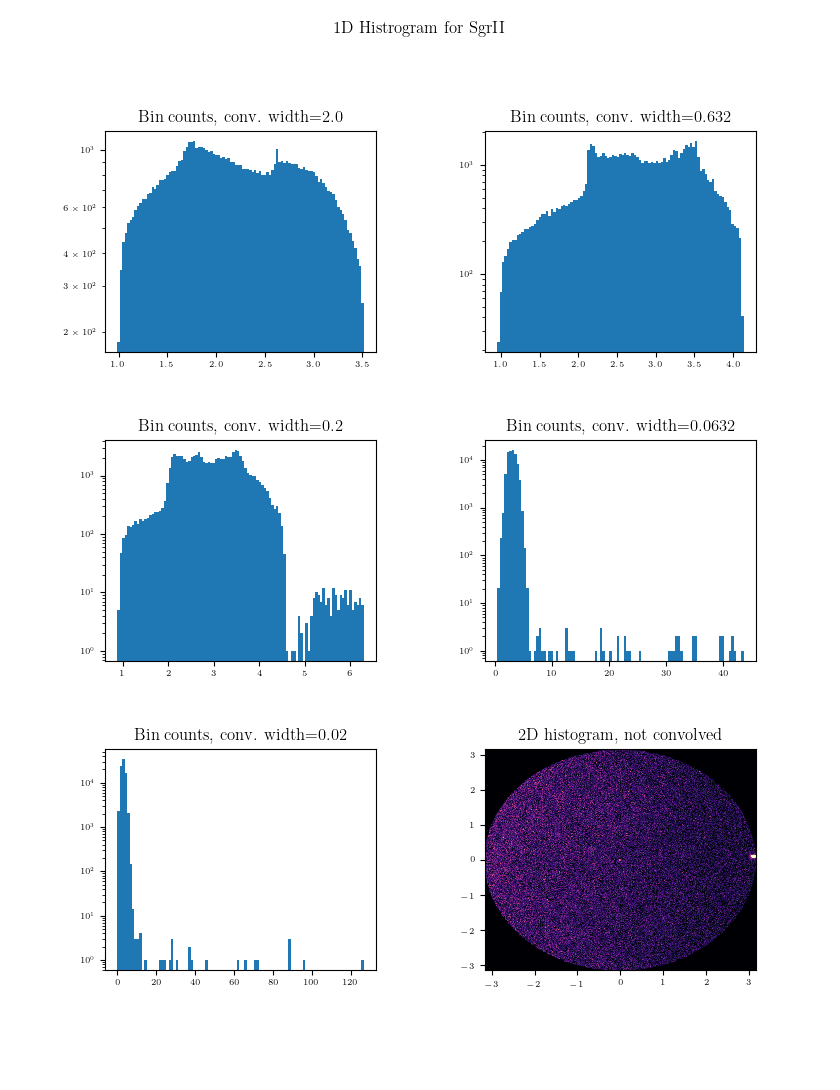 1D Histrogram for SgrII
Bin counts, conv. width=2.0
10³
6 × 10²
4 × 10²
3 × 10²
2 × 10²
1.0 1.5 2.0 2.5 3.0 3.5
Bin counts, conv. width=0.632
10³
10²
1.0 1.5 2.0 2.5 3.0 3.5 4.0
Bin counts, conv. width=0.2
10³
10²
10¹
10⁰
1 2 3 4 5 6
Bin counts, conv. width=0.0632
10⁴
10³
10²
10¹
10⁰
0 10 20 30 40
Bin counts, conv. width=0.02
10⁴
10³
10²
10¹
10⁰
0 20 40 60 80 100 120
2D histogram, not convolved
3
2
1
0
−1
−2
−3
−3 −2 −1 0 1 2 3